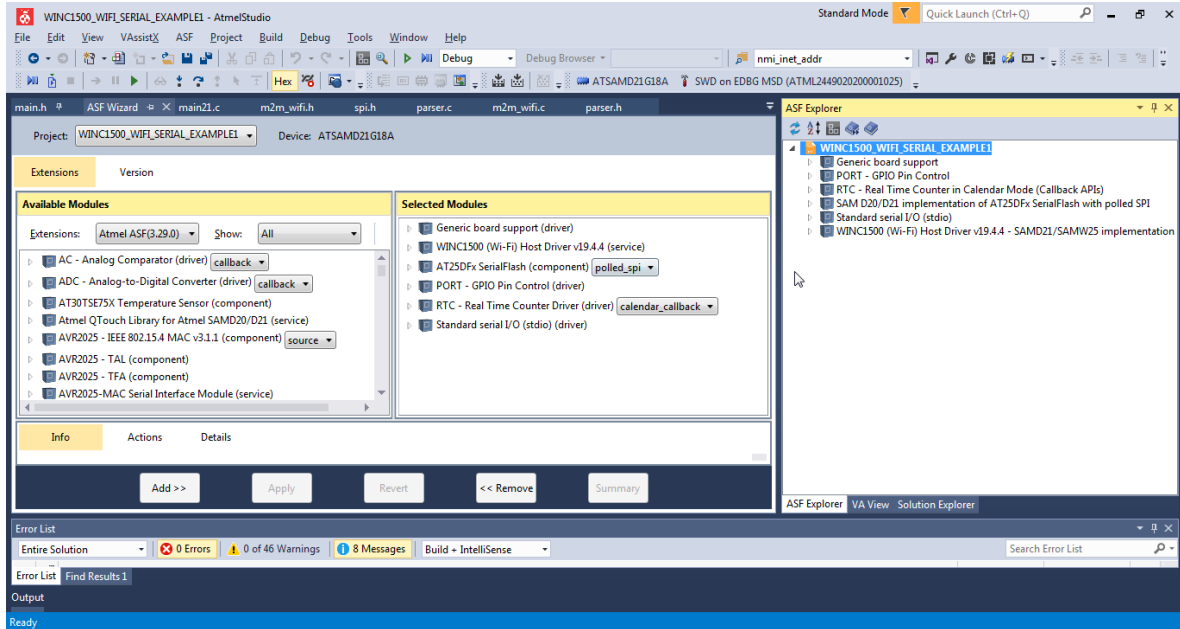 WINC1500_WIFI_SERIAL_EXAMPLE1 - AtmelStudio
Standard Mode
Quick Launch (Ctrl+Q)
File Edit View VAssistX ASF Project Build Debug Tools Window Help
Debug
Debug Browser
nmi_inet_addr
Hex
ATSAMD21G18A
SWD on EDBG MSD (ATML2449020200001025)
main.h
ASF Wizard
main21.c
m2m_wifi.h
spi.h
parser.c
m2m_wifi.c
parser.h
Project: WINC1500_WIFI_SERIAL_EXAMPLE1
Device: ATSAMD21G18A
Extensions
Version
Available Modules
Extensions: Atmel ASF(3.29.0)
Show: All
AC - Analog Comparator (driver) callback
ADC - Analog-to-Digital Converter (driver) callback
AT30TSE75X Temperature Sensor (component)
Atmel QTouch Library for Atmel SAMD20/D21 (service)
AVR2025 - IEEE 802.15.4 MAC v3.1.1 (component) source
AVR2025 - TAL (component)
AVR2025 - TFA (component)
AVR2025-MAC Serial Interface Module (service)
Selected Modules
Generic board support (driver)
WINC1500 (Wi-Fi) Host Driver v19.4.4 (service)
AT25DFx SerialFlash (component) polled_spi
PORT - GPIO Pin Control (driver)
RTC - Real Time Counter Driver (driver) calendar_callback
Standard serial I/O (stdio) (driver)
Info
Actions
Details
Add >>
Apply
Revert
<< Remove
Summary
ASF Explorer
WINC1500_WIFI_SERIAL_EXAMPLE1
Generic board support
PORT - GPIO Pin Control
RTC - Real Time Counter in Calendar Mode (Callback APIs)
SAM D20/D21 implementation of AT25DFx SerialFlash with polled SPI
Standard serial I/O (stdio)
WINC1500 (Wi-Fi) Host Driver v19.4.4 - SAMD21/SAMW25 implementation
ASF Explorer
VA View
Solution Explorer
Error List
Entire Solution
0 Errors
0 of 46 Warnings
8 Messages
Build + IntelliSense
Search Error List
Error List
Find Results 1
Output
Ready